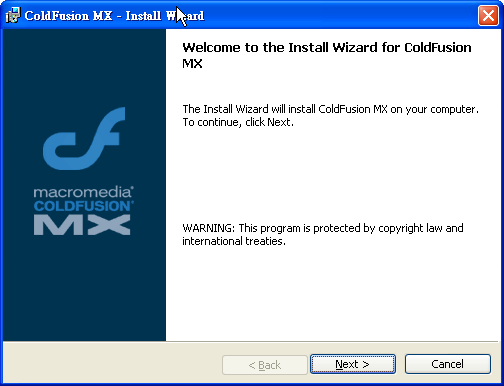 ColdFusion MX - Install Wizard
Welcome to the Install Wizard for ColdFusion
MX
The Install Wizard will install ColdFusion MX on your computer.
To continue, click Next.
macromedia®
COLDFUSION®
MX
WARNING: This program is protected by copyright law and
international treaties.
< Back
Next >
Cancel